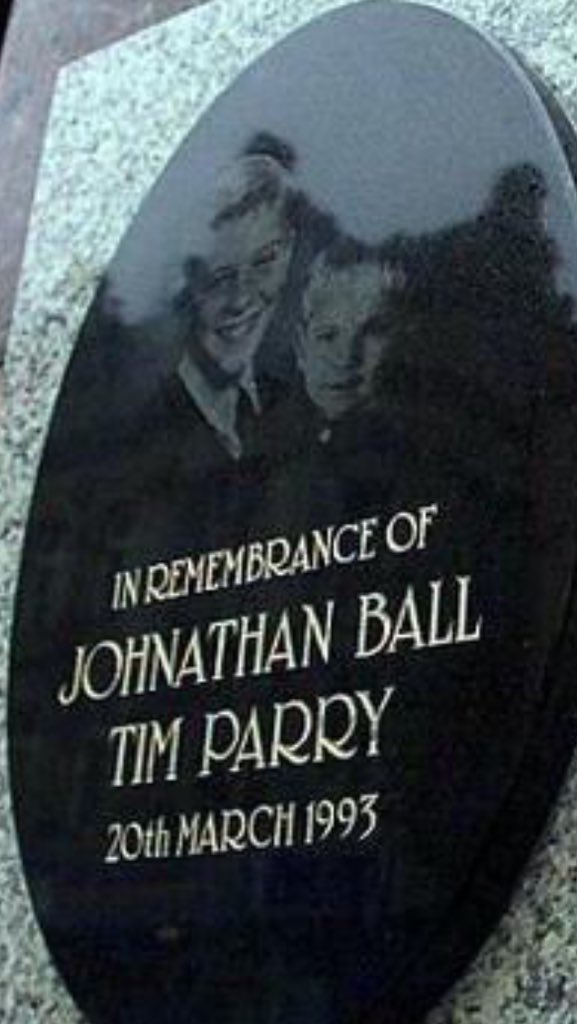 IN REMEMBRANCE OF
JOHNATHAN BALL
TIM PARRY
20th MARCH 1993